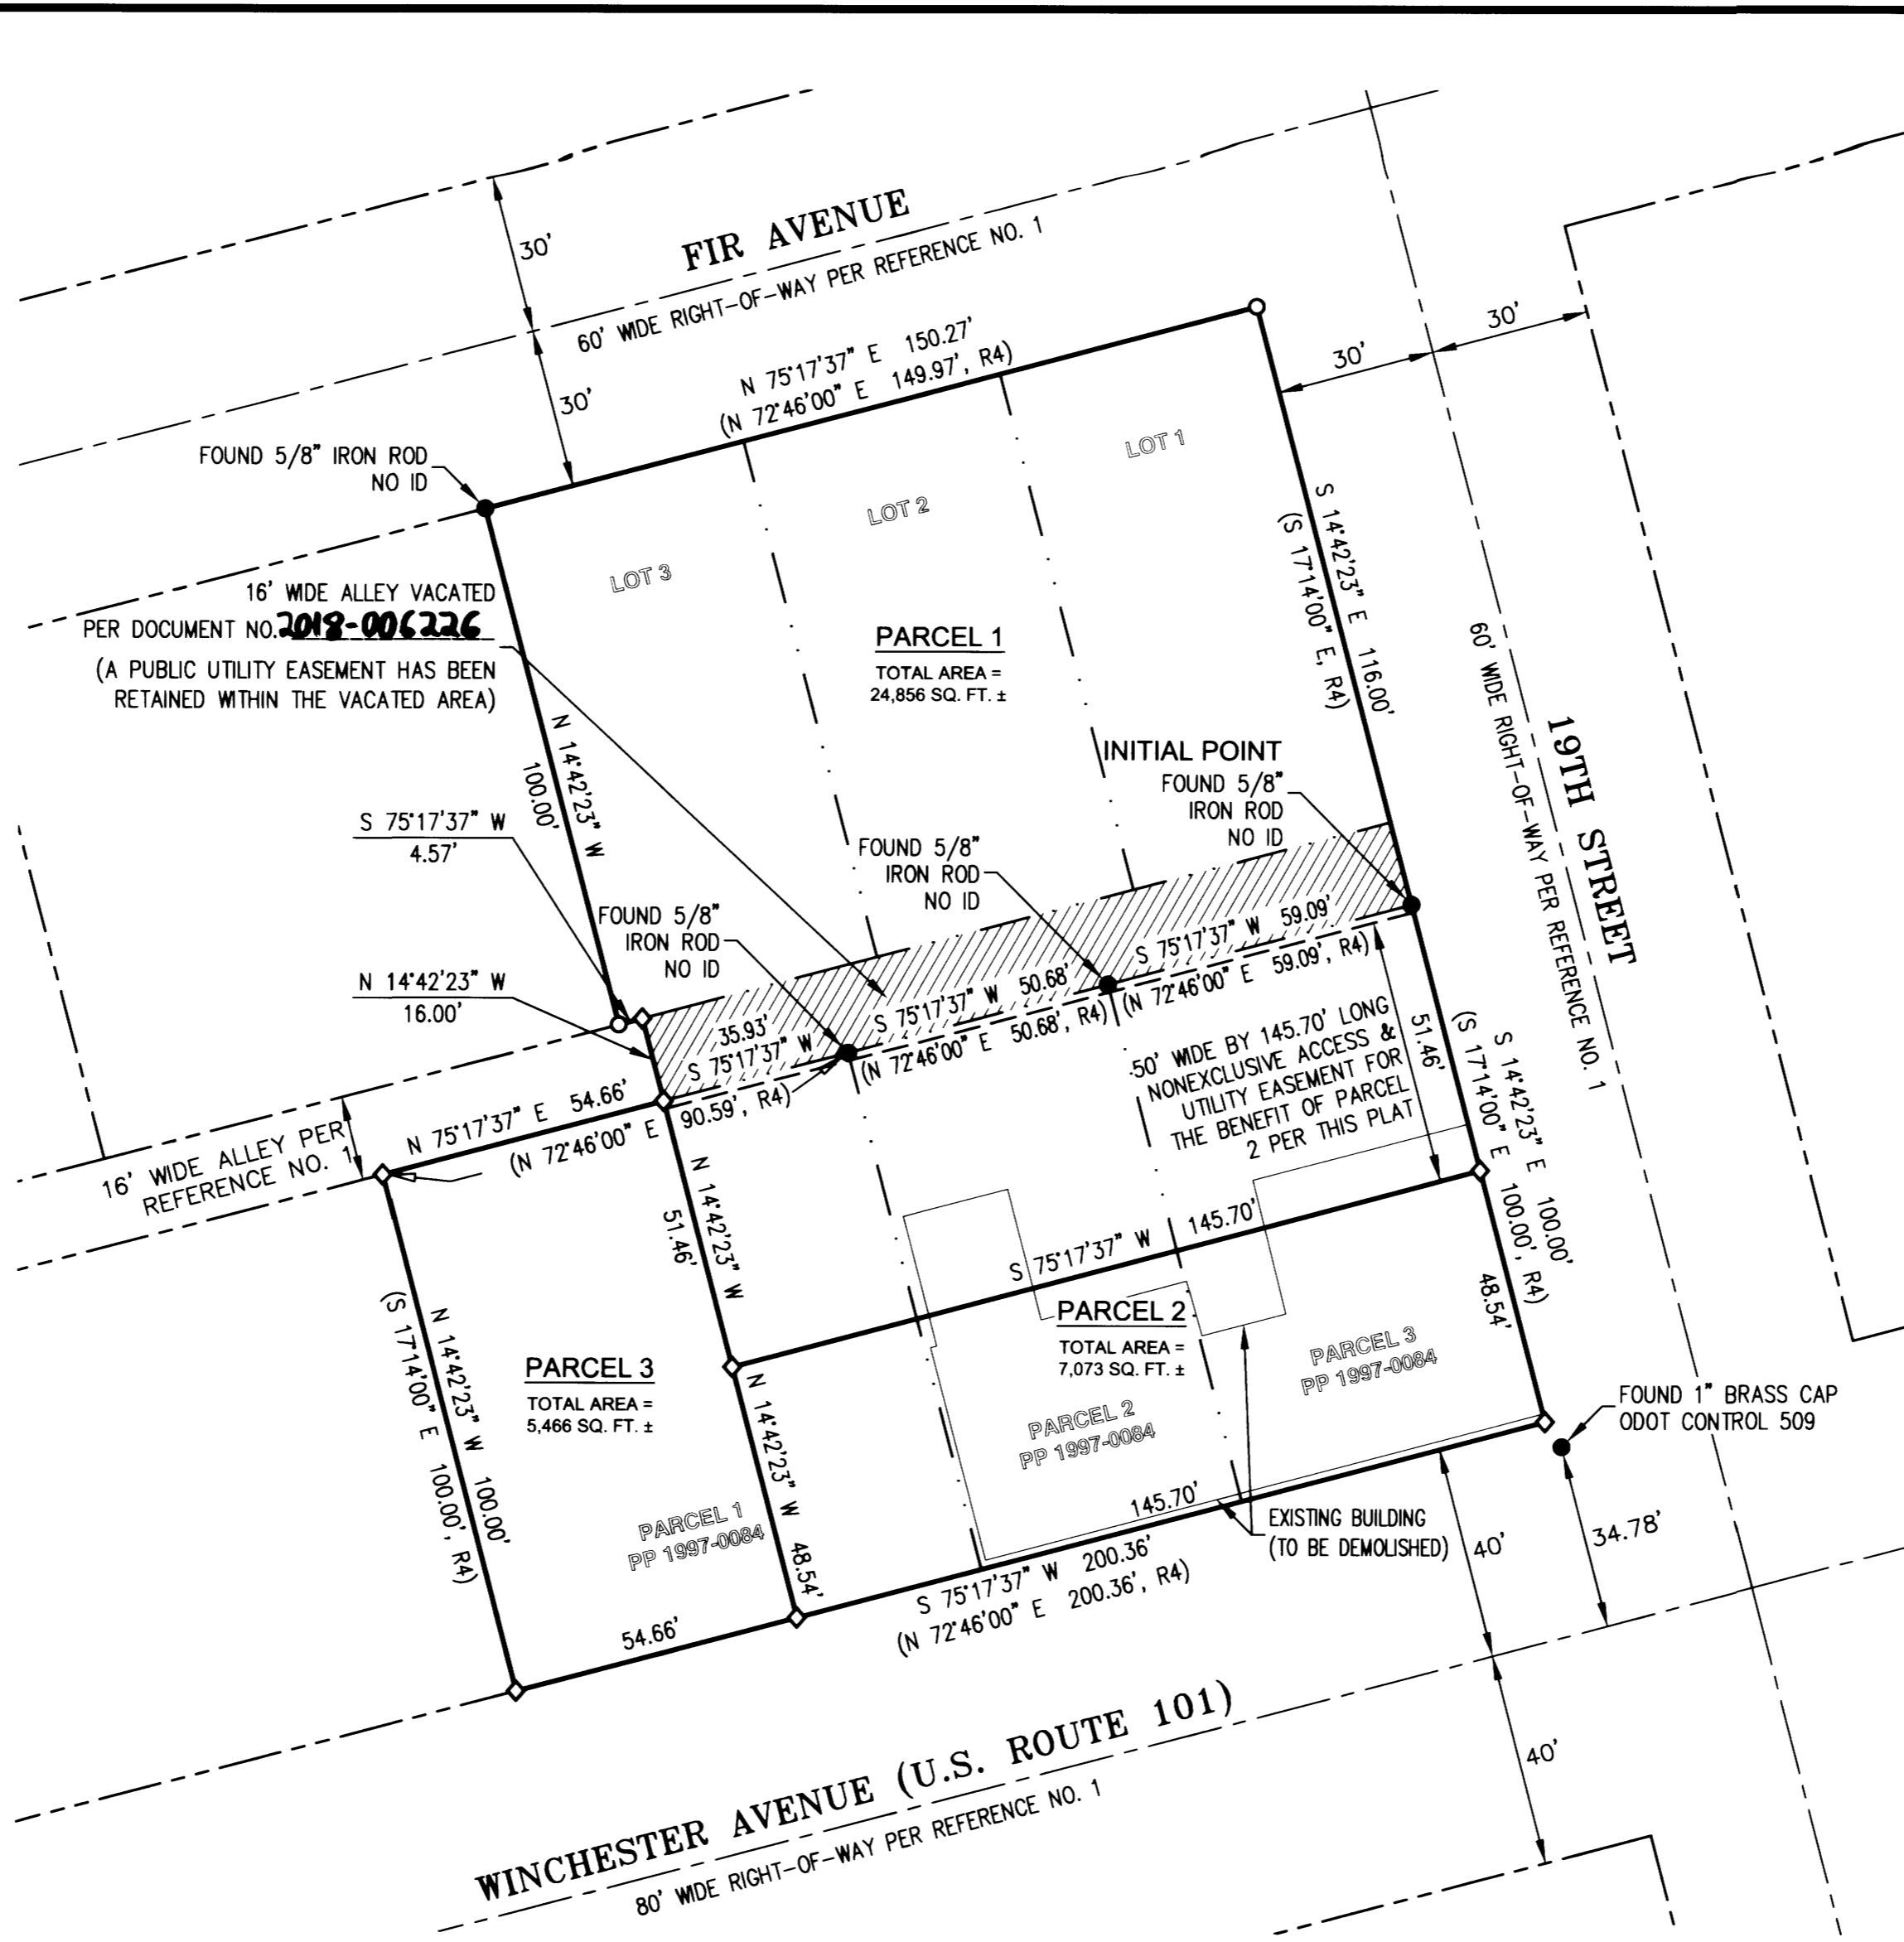 30'
FIR AVENUE
60' WIDE RIGHT-OF-WAY PER REFERENCE NO. 1
30'
30'
30'
N 75°17'37" E 150.27'
(N 72°46'00" E 149.97', R4)
FOUND 5/8" IRON ROD
NO ID
LOT 1
LOT 2
LOT 3
S 14°42'23" E 116.00'
(S 17°14'00" E, R4)
16' WIDE ALLEY VACATED
PER DOCUMENT NO. 2018-006226
(A PUBLIC UTILITY EASEMENT HAS BEEN
RETAINED WITHIN THE VACATED AREA)
PARCEL 1
TOTAL AREA =
24,856 SQ. FT. ±
N 14°42'23" W
100.00'
INITIAL POINT
FOUND 5/8"
IRON ROD
NO ID
19TH STREET
60' WIDE RIGHT-OF-WAY PER REFERENCE NO. 1
S 75°17'37" W
4.57'
FOUND 5/8"
IRON ROD
NO ID
FOUND 5/8"
IRON ROD
NO ID
N 14°42'23" W
16.00'
S 75°17'37" W 59.09'
(N 72°46'00" E 59.09', R4)
S 75°17'37" W 50.68'
(N 72°46'00" E 50.68', R4)
35.93'
S 75°17'37" W
N 75°17'37" E 54.66'
(N 72°46'00" E 90.59', R4)
16' WIDE ALLEY PER
REFERENCE NO. 1
50' WIDE BY 145.70' LONG
NONEXCLUSIVE ACCESS &
UTILITY EASEMENT FOR
THE BENEFIT OF PARCEL
2 PER THIS PLAT
51.46'
S 14°42'23" E 100.00'
(S 17°14'00" E 100.00', R4)
48.54'
N 14°42'23" W
51.46'
S 75°17'37" W 145.70'
N 14°42'23" W 100.00'
(S 17°14'00" E 100.00', R4)
PARCEL 3
TOTAL AREA =
5,466 SQ. FT. ±
PARCEL 2
TOTAL AREA =
7,073 SQ. FT. ±
PARCEL 3
PP 1997-0084
PARCEL 2
PP 1997-0084
PARCEL 1
PP 1997-0084
N 14°42'23" W 48.54'
FOUND 1" BRASS CAP
ODOT CONTROL 509
145.70'
EXISTING BUILDING
(TO BE DEMOLISHED)
40'
34.78'
S 75°17'37" W 200.36'
(N 72°46'00" E 200.36', R4)
54.66'
40'
WINCHESTER AVENUE (U.S. ROUTE 101)
80' WIDE RIGHT-OF-WAY PER REFERENCE NO. 1